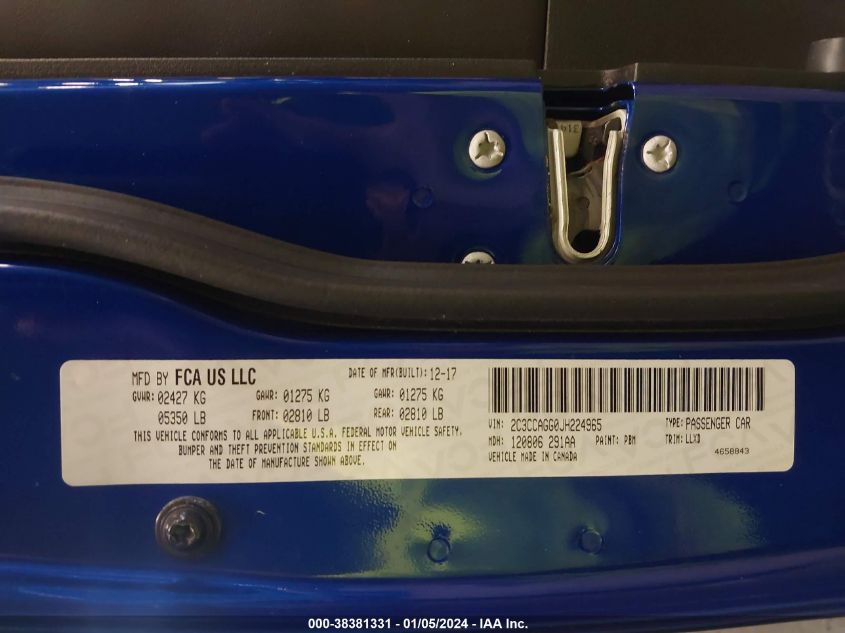 314
MFD BY FCA US LLC DATE OF MFR(BUILT): 12-17
GVWR: 02427 KG GAWR: 01275 KG GAWR: 01275 KG
05350 LB FRONT: 02810 LB REAR: 02810 LB
THIS VEHICLE CONFORMS TO ALL APPLICABLE U.S.A. FEDERAL MOTOR VEHICLE SAFETY,
BUMPER AND THEFT PREVENTION STANDARDS IN EFFECT ON
THE DATE OF MANUFACTURE SHOWN ABOVE.
VIN: 2C3CCAGG0JH224965 TYPE: PASSENGER CAR
MDH: 120806 291AA PAINT: PBM TRIM: LLXD
VEHICLE MADE IN CANADA 4658843
000-38381331 - 01/05/2024 - IAA Inc.